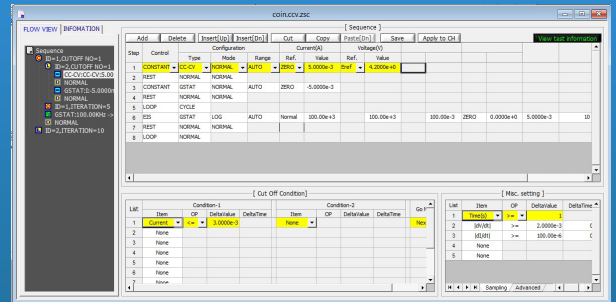 coin.ccv.zsc
FLOW VIEW INFOMATION
[ Sequence ]
Add Delete Insert[Up] Insert[Dn] Cut Copy Paste[Dn] Save Apply to CH View test information
Configuration Current(A) Voltage(V)
Step Control Type Mode Range Ref. Value Ref. Value
1 CONSTANT CC-CV NORMAL AUTO ZERO 5.0000e-3 Eref 4.2000e+0
2 REST NORMAL NORMAL
3 CONSTANT GSTAT NORMAL AUTO ZERO -5.0000e-3
4 REST NORMAL NORMAL
5 LOOP CYCLE
6 EIS GSTAT LOG AUTO Normal 100.00e+3 100.00e+3 100.00e-3 ZERO 0.0000e+0 5.0000e-3 10
7 REST NORMAL NORMAL
8 LOOP NORMAL
Sequence
ID=1,CUTOFF NO=1
ID=2,CUTOFF NO=1
CC-CV:CC-CV:5.00
NORMAL
GSTAT:I:-5.0000m
NORMAL
ID=1,ITERATION=5
GSTAT:100.00KHz ->
NORMAL
ID=2,ITERATION=10
[ Cut Off Condition]
List Condition-1 Condition-2
Item OP DeltaValue DeltaTime Item OP DeltaValue DeltaTime
1 Current <= 3.0000e-3 None Nex
2 None
3 None
4 None
5 None
6 None
7 None
[ Misc. setting ]
List Item OP DeltaValue DeltaTime
1 Time(s) >= 1
2 |dV/dt| >= 2.0000e-3
3 |dI/dt| >= 100.00e-6
4 None
5 None
Sampling Advanced